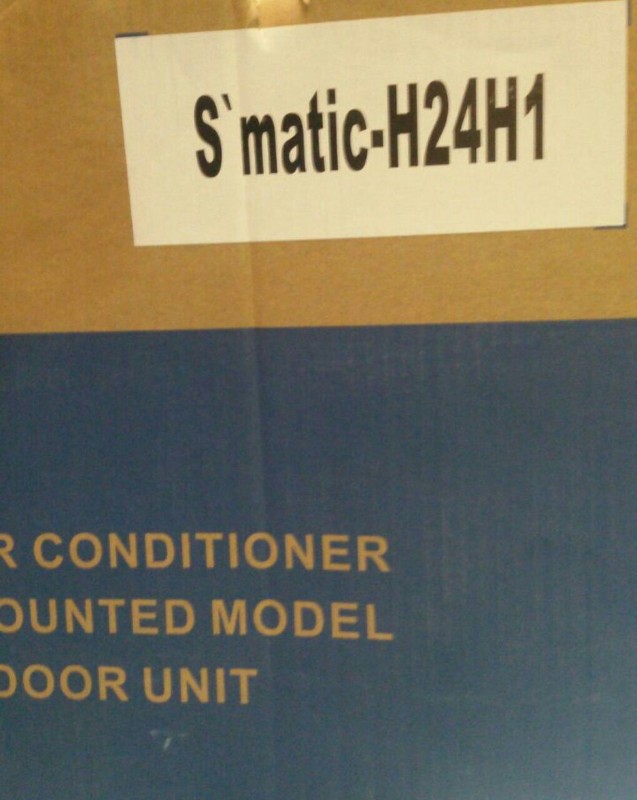 S`matic-H24H1
R CONDITIONER
OUNTED MODEL
DOOR UNIT